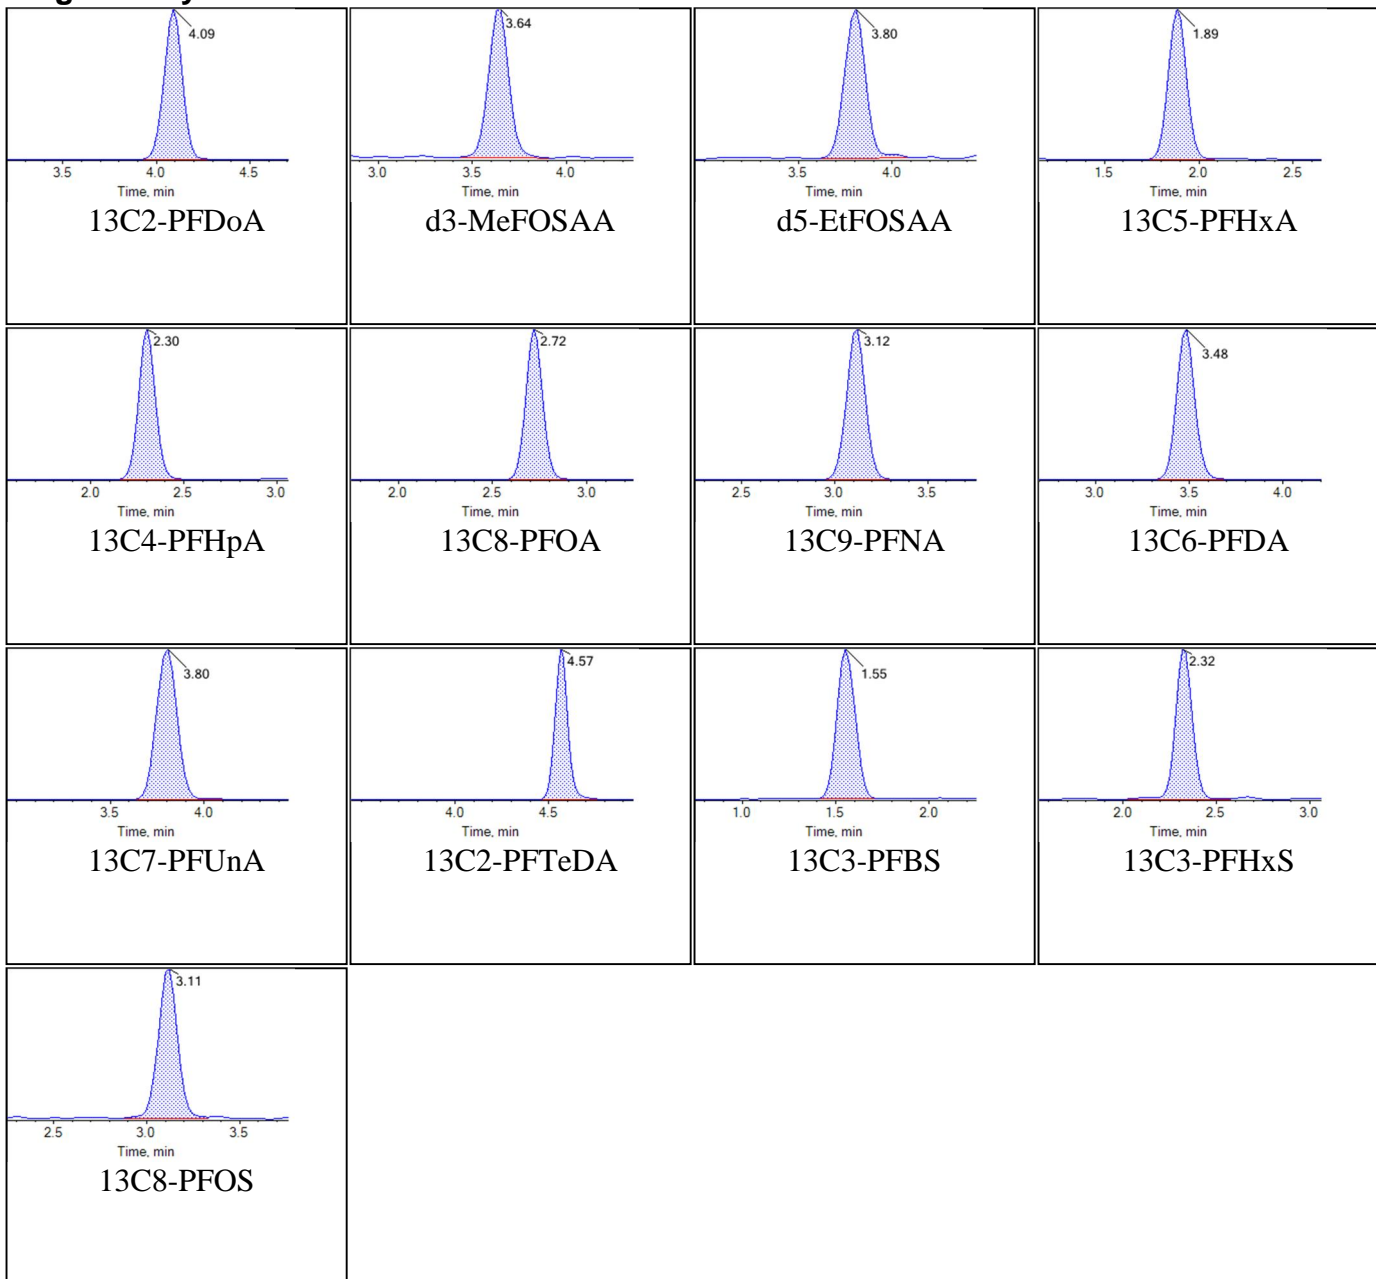 4.09
3.5 4.0 4.5
Time, min
13C2-PFDoA
3.64
3.0 3.5 4.0
Time, min
d3-MeFOSAA
3.80
3.5 4.0
Time, min
d5-EtFOSAA
1.89
1.5 2.0 2.5
Time, min
13C5-PFHxA
2.30
2.0 2.5 3.0
Time, min
13C4-PFHpA
2.72
2.0 2.5 3.0
Time, min
13C8-PFOA
3.12
2.5 3.0 3.5
Time, min
13C9-PFNA
3.48
3.0 3.5 4.0
Time, min
13C6-PFDA
3.80
3.5 4.0
Time, min
13C7-PFUnA
4.57
4.0 4.5
Time, min
13C2-PFTeDA
1.55
1.0 1.5 2.0
Time, min
13C3-PFBS
2.32
2.0 2.5 3.0
Time, min
13C3-PFHxS
3.11
2.5 3.0 3.5
Time, min
13C8-PFOS